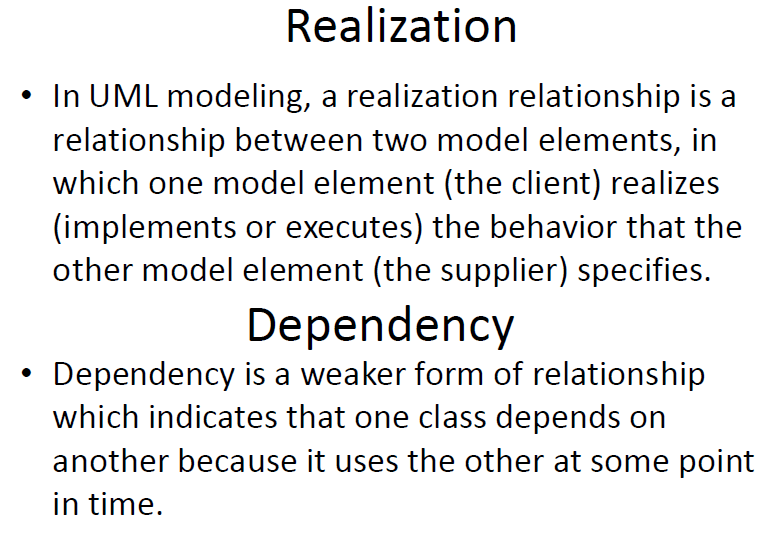 Realization
• In UML modeling, a realization relationship is a
relationship between two model elements, in
which one model element (the client) realizes
(implements or executes) the behavior that the
other model element (the supplier) specifies.
Dependency
• Dependency is a weaker form of relationship
which indicates that one class depends on
another because it uses the other at some point
in time.